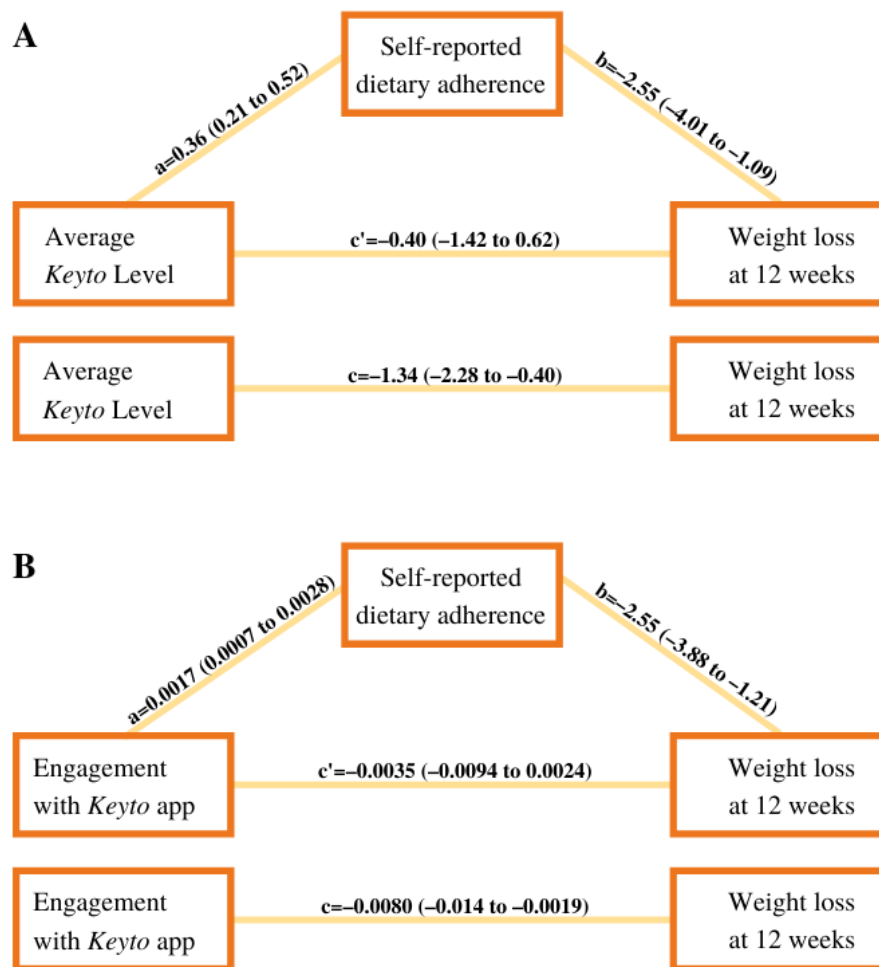 A
Self-reported
dietary adherence
a=0.36 (0.21 to 0.52)
b=–2.55 (–4.01 to –1.09)
Average
Keyto Level
c'=–0.40 (–1.42 to 0.62)
Weight loss
at 12 weeks
Average
Keyto Level
c=–1.34 (–2.28 to –0.40)
Weight loss
at 12 weeks
B
Self-reported
dietary adherence
a=0.0017 (0.0007 to 0.0028)
b=–2.55 (–3.88 to –1.21)
Engagement
with Keyto app
c'=–0.0035 (–0.0094 to 0.0024)
Weight loss
at 12 weeks
Engagement
with Keyto app
c=–0.0080 (–0.014 to –0.0019)
Weight loss
at 12 weeks